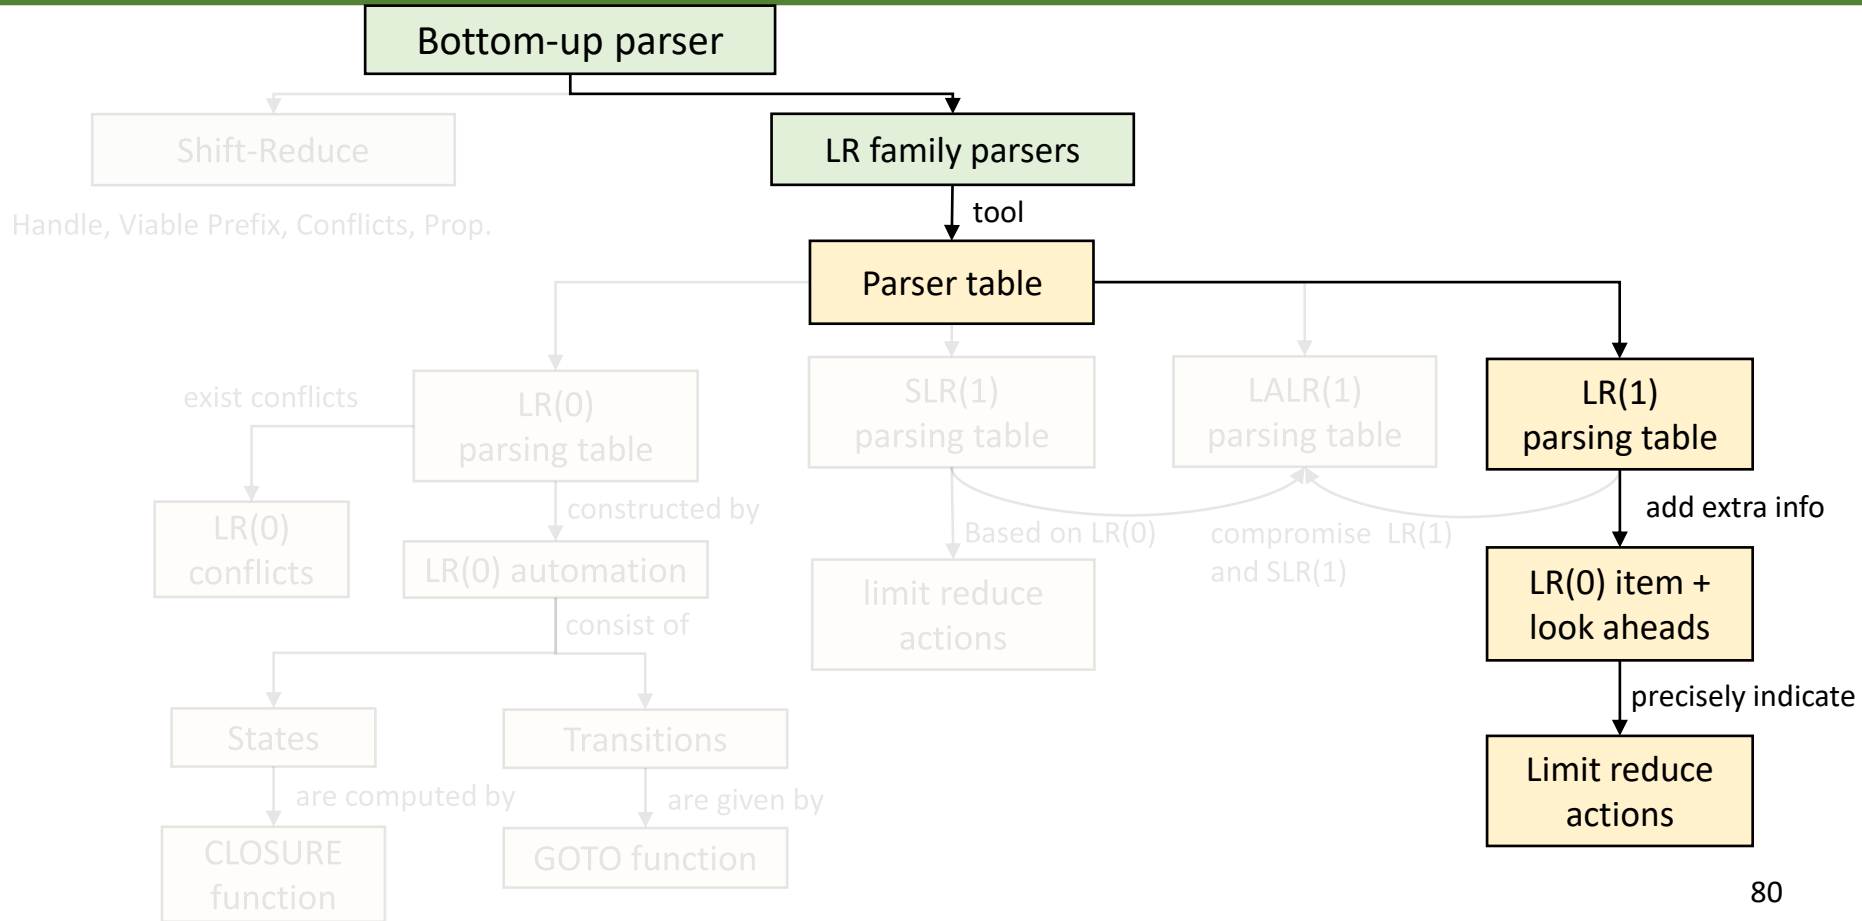 Bottom-up parser
Shift-Reduce
LR family parsers
Handle, Viable Prefix, Conflicts, Prop.
tool
Parser table
exist conflicts
LR(0)
parsing table
SLR(1)
parsing table
LALR(1)
parsing table
LR(1)
parsing table
LR(0)
conflicts
constructed by
LR(0) automation
Based on LR(0)
compromise LR(1)
and SLR(1)
add extra info
limit reduce
actions
LR(0) item +
look aheads
consist of
States
Transitions
precisely indicate
are computed by
are given by
Limit reduce
actions
CLOSURE
function
GOTO function
80